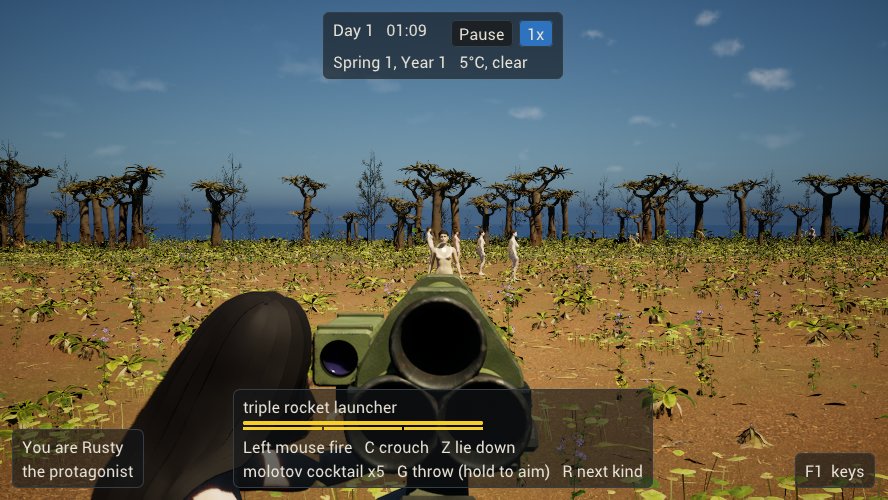 Day 1 01:09 Pause 1x
Spring 1, Year 1 5°C, clear
triple rocket launcher
Left mouse fire C crouch Z lie down
molotov cocktail x5 G throw (hold to aim) R next kind
You are Rusty
the protagonist
F1 keys